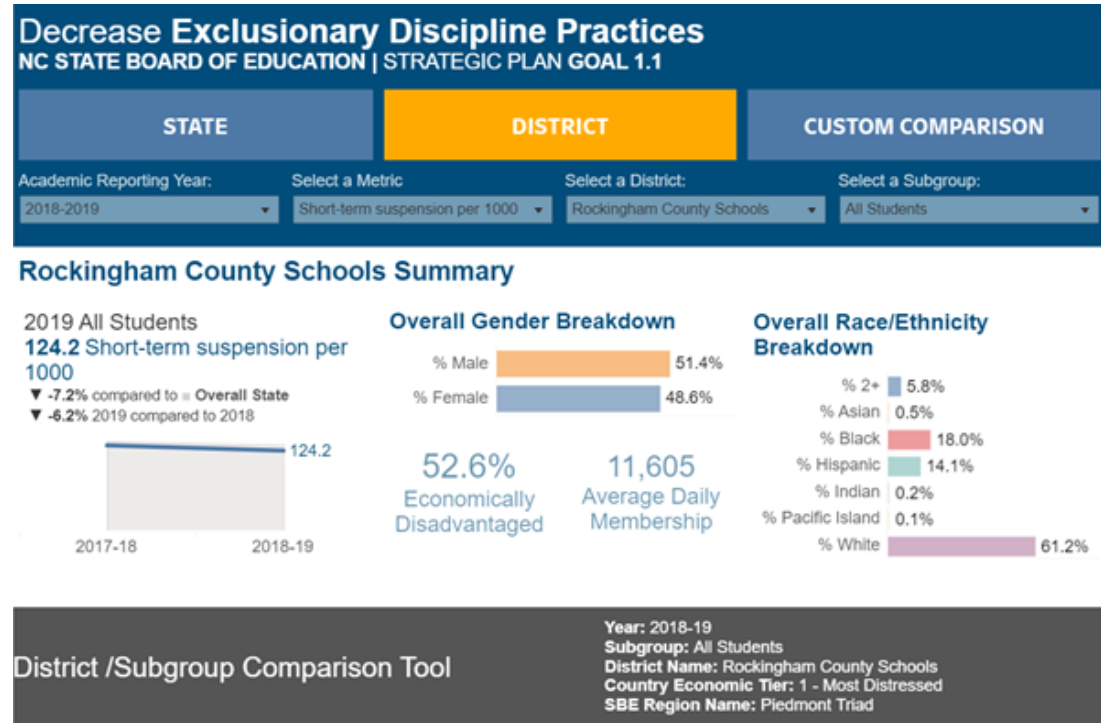 Decrease Exclusionary Discipline Practices
NC STATE BOARD OF EDUCATION | STRATEGIC PLAN GOAL 1.1
STATE
DISTRICT
CUSTOM COMPARISON
Academic Reporting Year:
2018-2019
Select a Metric
Short-term suspension per 1000
Select a District:
Rockingham County Schools
Select a Subgroup:
All Students
Rockingham County Schools Summary
2019 All Students
124.2 Short-term suspension per
1000
▼ -7.2% compared to = Overall State
▼ -6.2% 2019 compared to 2018
124.2
2017-18
2018-19
Overall Gender Breakdown
% Male 51.4%
% Female 48.6%
52.6%
Economically
Disadvantaged
11,605
Average Daily
Membership
Overall Race/Ethnicity
Breakdown
% 2+ 5.8%
% Asian 0.5%
% Black 18.0%
% Hispanic 14.1%
% Indian 0.2%
% Pacific Island 0.1%
% White 61.2%
District /Subgroup Comparison Tool
Year: 2018-19
Subgroup: All Students
District Name: Rockingham County Schools
Country Economic Tier: 1 - Most Distressed
SBE Region Name: Piedmont Triad